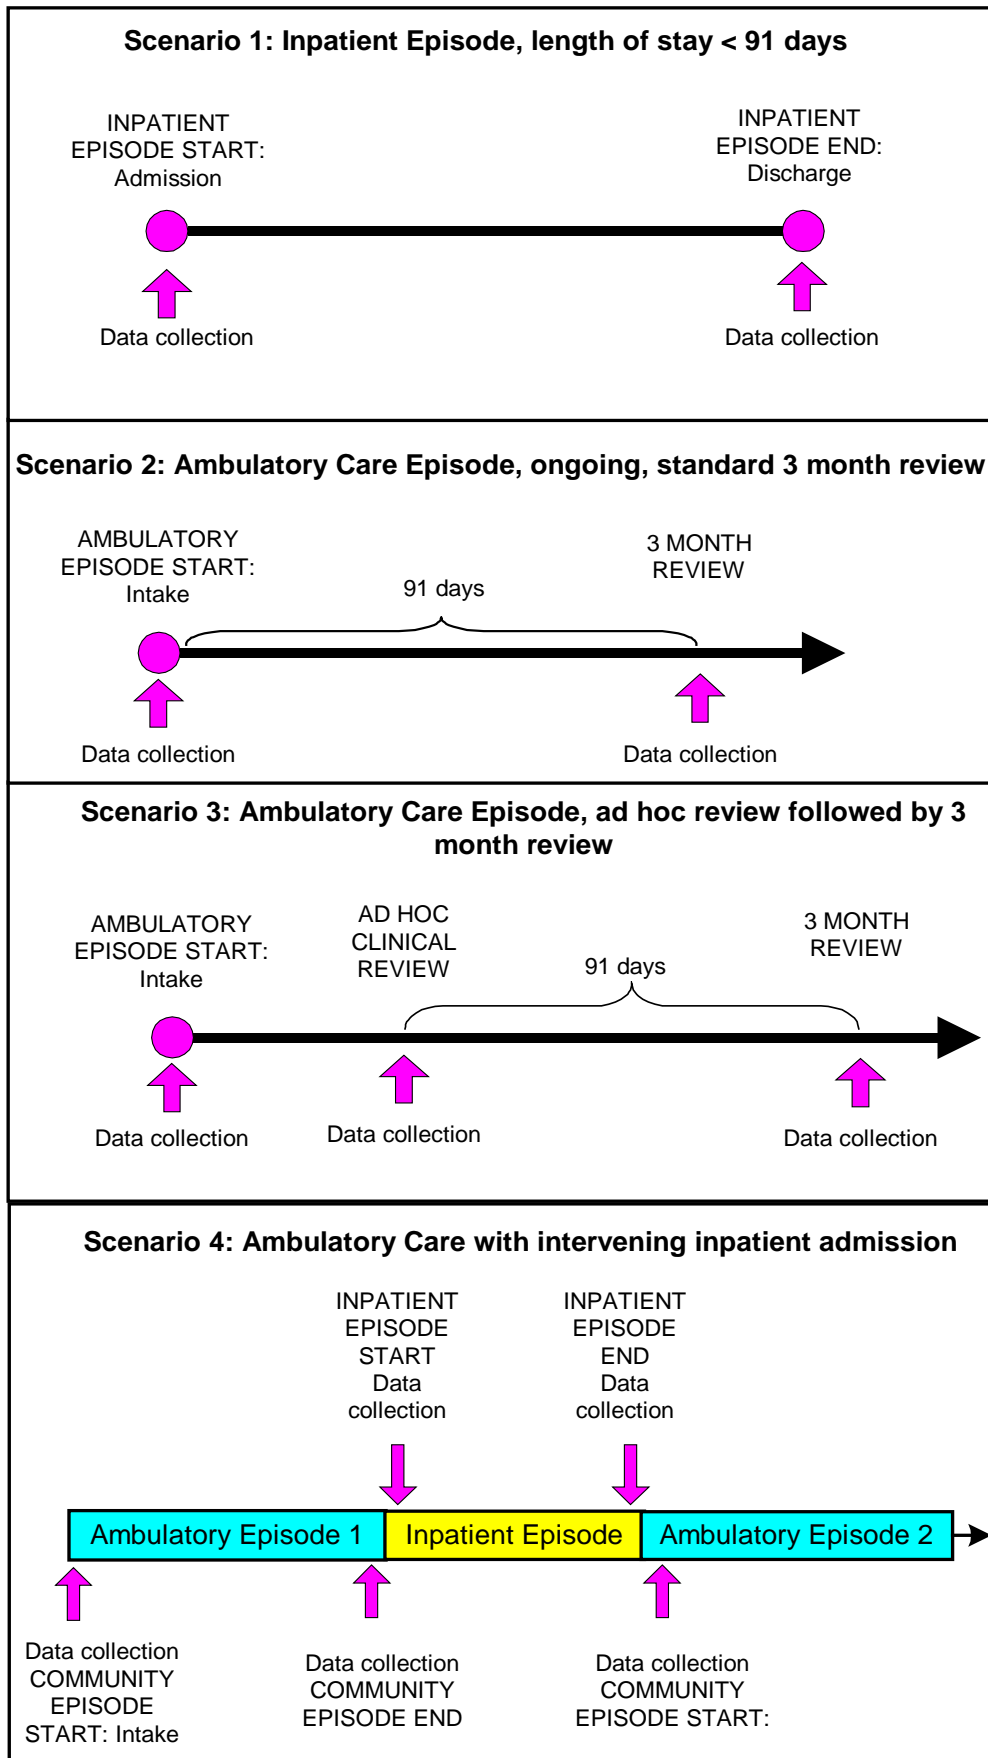 Scenario 1: Inpatient Episode, length of stay < 91 days
INPATIENT
EPISODE START:
Admission
INPATIENT
EPISODE END:
Discharge
Data collection
Data collection
Scenario 2: Ambulatory Care Episode, ongoing, standard 3 month review
AMBULATORY
EPISODE START:
Intake
91 days
3 MONTH
REVIEW
Data collection
Data collection
Scenario 3: Ambulatory Care Episode, ad hoc review followed by 3
month review
AMBULATORY
EPISODE START:
Intake
AD HOC
CLINICAL
REVIEW
91 days
3 MONTH
REVIEW
Data collection
Data collection
Data collection
Scenario 4: Ambulatory Care with intervening inpatient admission
INPATIENT
EPISODE
START
Data
collection
INPATIENT
EPISODE
END
Data
collection
Ambulatory Episode 1
Inpatient Episode
Ambulatory Episode 2
Data collection
COMMUNITY
EPISODE
START: Intake
Data collection
COMMUNITY
EPISODE END
Data collection
COMMUNITY
EPISODE START: